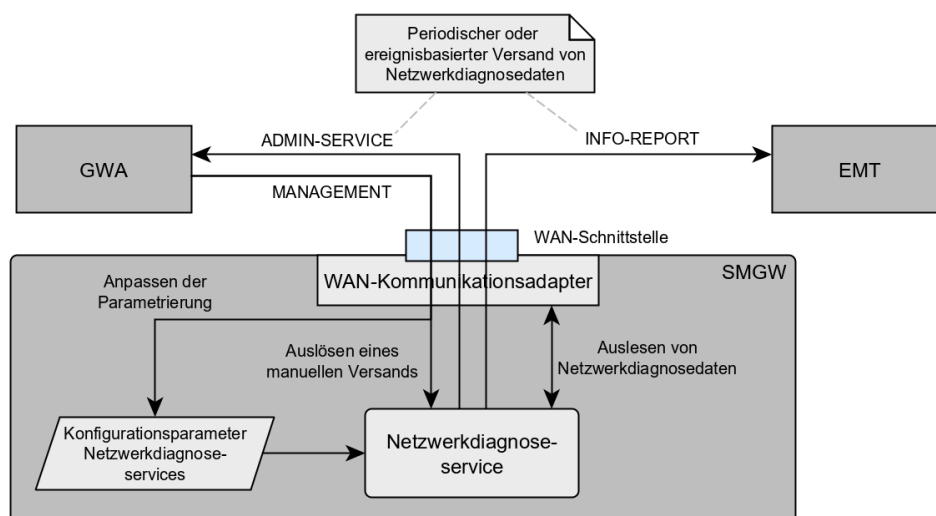 Periodischer oder
ereignisbasierter Versand von
Netzwerkdiagnosedaten
ADMIN-SERVICE
INFO-REPORT
GWA
EMT
MANAGEMENT
WAN-Schnittstelle
SMGW
WAN-Kommunikationsadapter
Anpassen der
Parametrierung
Auslösen eines
manuellen Versands
Auslesen von
Netzwerkdiagnosedaten
Konfigurationsparameter
Netzwerkdiagnose-
services
Netzwerkdiagnose-
service